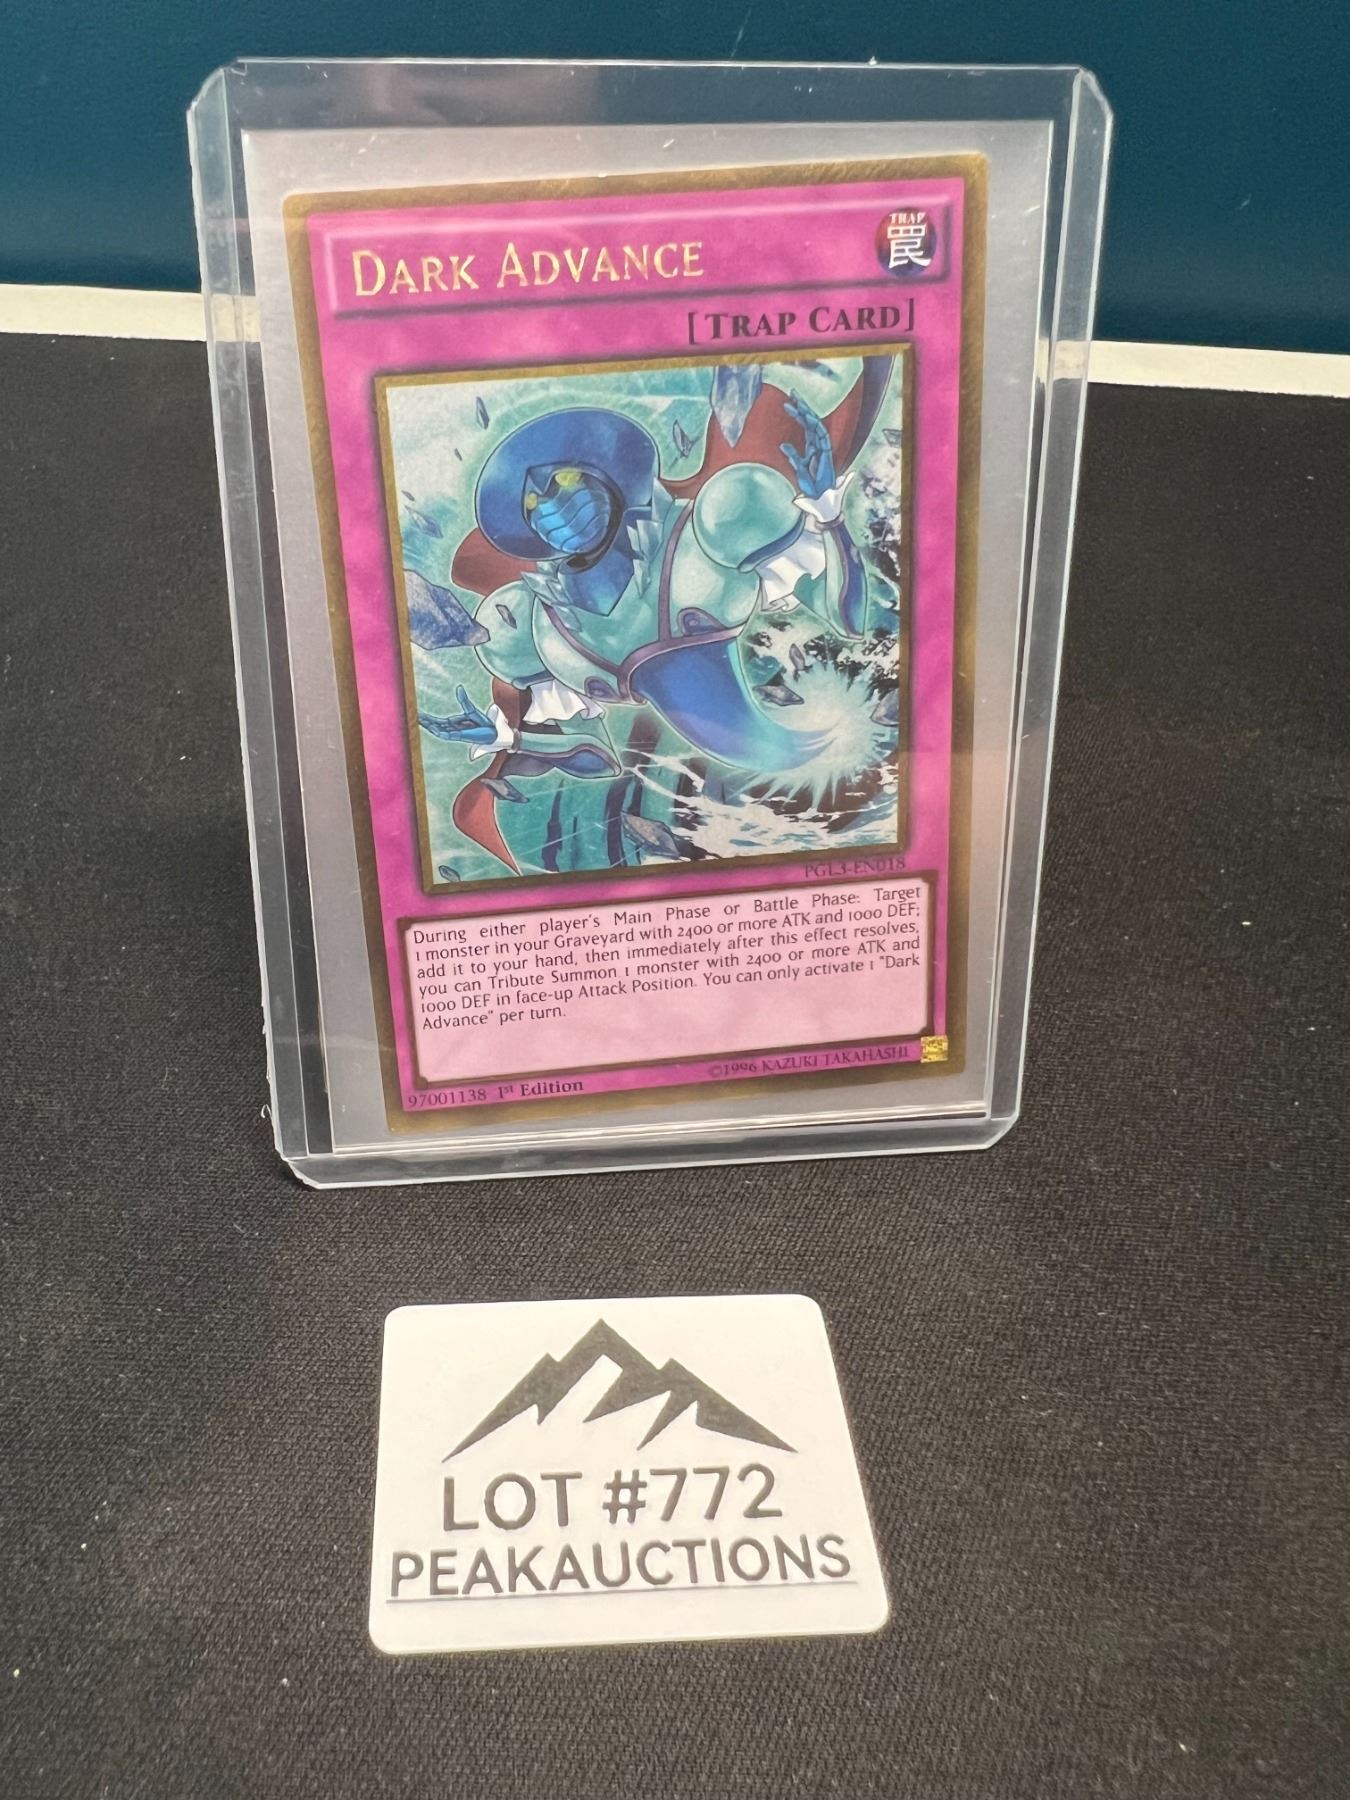 DARK ADVANCE
TRAP
罠
[TRAP CARD]
PGL3-EN018
During either player's Main Phase or Battle Phase: Target
1 monster in your Graveyard with 2400 or more ATK and 1000 DEF;
add it to your hand, then immediately after this effect resolves,
you can Tribute Summon 1 monster with 2400 or more ATK and
1000 DEF in face-up Attack Position. You can only activate 1 "Dark
Advance" per turn.
97001138 1st Edition
©1996 KAZUKI TAKAHASHI
LOT #772
PEAKAUCTIONS